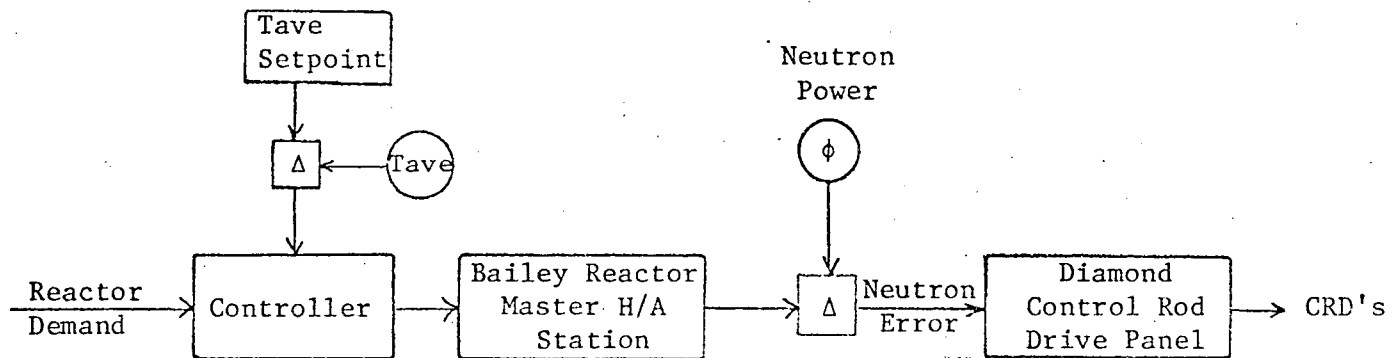 Tave
Setpoint
Neutron
Power
Δ
Tave
ϕ
Reactor
Demand
Controller
Bailey Reactor
Master H/A
Station
Δ
Neutron
Error
Diamond
Control Rod
Drive Panel
CRD's